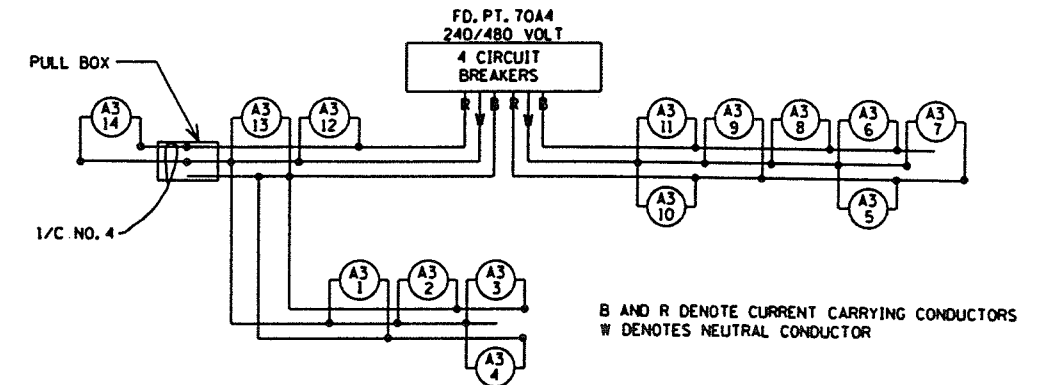 FD. PT. 70A4
240/480 VOLT
4 CIRCUIT
BREAKERS
PULL BOX
R W B R W B
A3
14
A3
13
A3
12
A3
11
A3
9
A3
8
A3
6
A3
7
A3
10
A3
5
1/C NO. 4
A3
1
A3
2
A3
3
A3
4
B AND R DENOTE CURRENT CARRYING CONDUCTORS
W DENOTES NEUTRAL CONDUCTOR